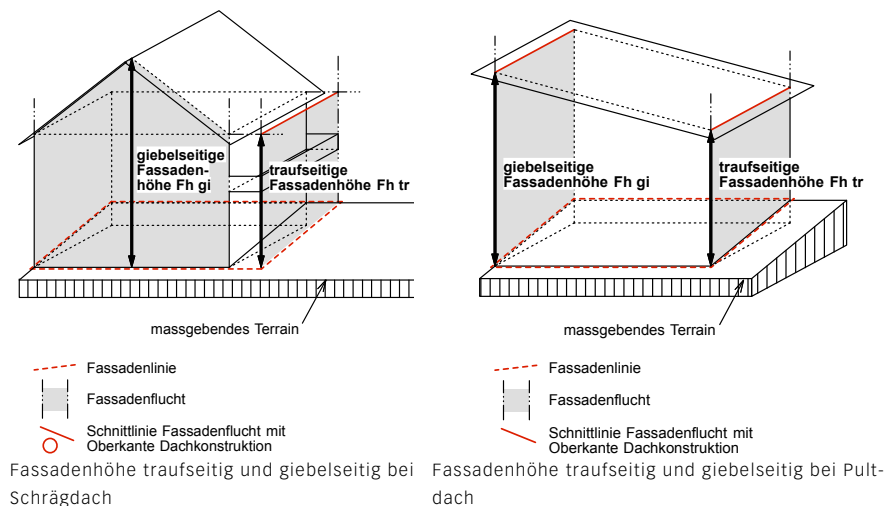 giebelseitige
Fassaden-
höhe Fh gi
traufseitige
Fassadenhöhe Fh tr
massgebendes Terrain
Fassadenlinie
Fassadenflucht
Schnittlinie Fassadenflucht mit
Oberkante Dachkonstruktion
Fassadenhöhe traufseitig und giebelseitig bei
Schrägdach
giebelseitige
Fassadenhöhe Fh gi
traufseitige
Fassadenhöhe Fh tr
massgebendes Terrain
Fassadenlinie
Fassadenflucht
Schnittlinie Fassadenflucht mit
Oberkante Dachkonstruktion
Fassadenhöhe traufseitig und giebelseitig bei Pult-
dach